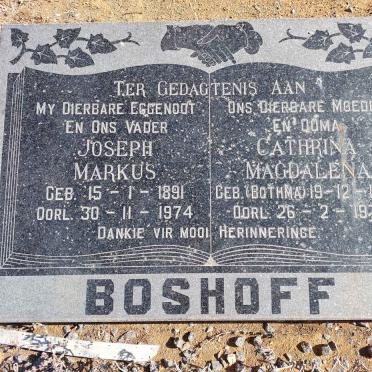 TER GEDAGTENIS AAN
MY DIERBARE EGGENOOT
EN ONS VADER
JOSEPH
MARKUS
GEB. 15 - 1 - 1891
OORL. 30 - 11 - 1974
ONS DIERBARE MOEDER
EN OUMA
CATHRINA
MAGDALENA
GEB. (BOTHMA) 19-12-
OORL. 26 - 2 -
DANKIE VIR MOOI HERINNERINGE.
BOSHOFF